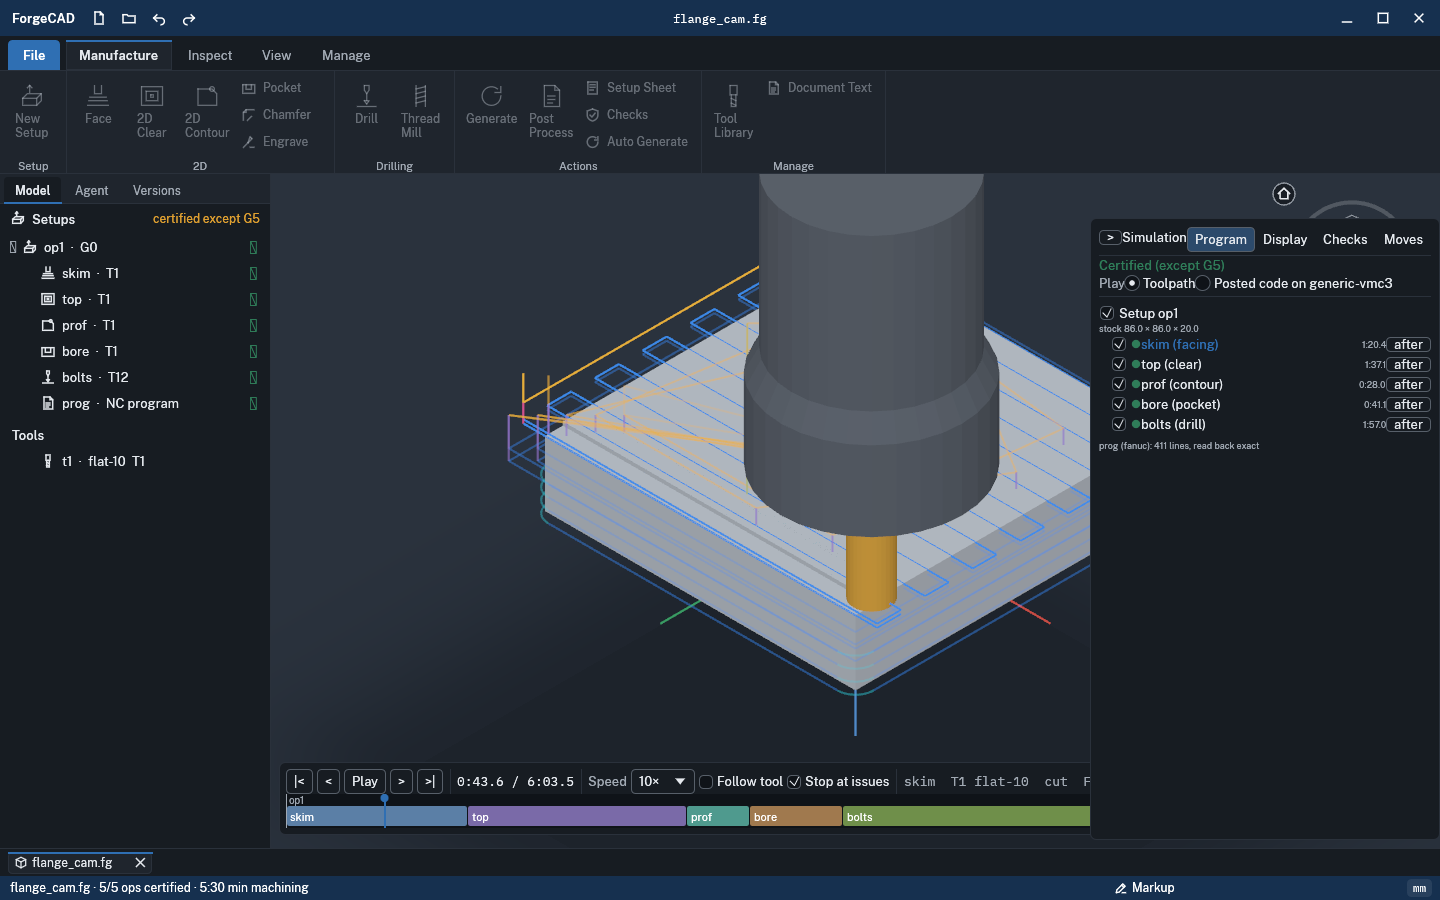 ForgeCAD
flange_cam.fg
File
Manufacture
Inspect
View
Manage
New Setup
Setup
Face
2D Clear
2D Contour
Pocket
Chamfer
Engrave
2D
Drill
Thread Mill
Drilling
Generate
Post Process
Setup Sheet
Checks
Auto Generate
Actions
Tool Library
Document Text
Manage
Model
Agent
Versions
Setups
certified except G5
op1 · G0
skim · T1
top · T1
prof · T1
bore · T1
bolts · T12
prog · NC program
Tools
t1 · flat-10 T1
> Simulation
Program
Display
Checks
Moves
Certified (except G5)
Play Toolpath Posted code on generic-vmc3
Setup op1
stock 86.0 × 86.0 × 20.0
skim (facing) 1:20.4 after
top (clear) 1:37.1 after
prof (contour) 0:28.0 after
bore (pocket) 0:41.1 after
bolts (drill) 1:57.0 after
prog (fanuc): 411 lines, read back exact
|< < Play > >| 0:43.6 / 6:03.5 Speed 10× Follow tool Stop at issues skim T1 flat-10 cut F
op1
skim top prof bore bolts
flange_cam.fg
flange_cam.fg · 5/5 ops certified · 5:30 min machining
Markup
mm